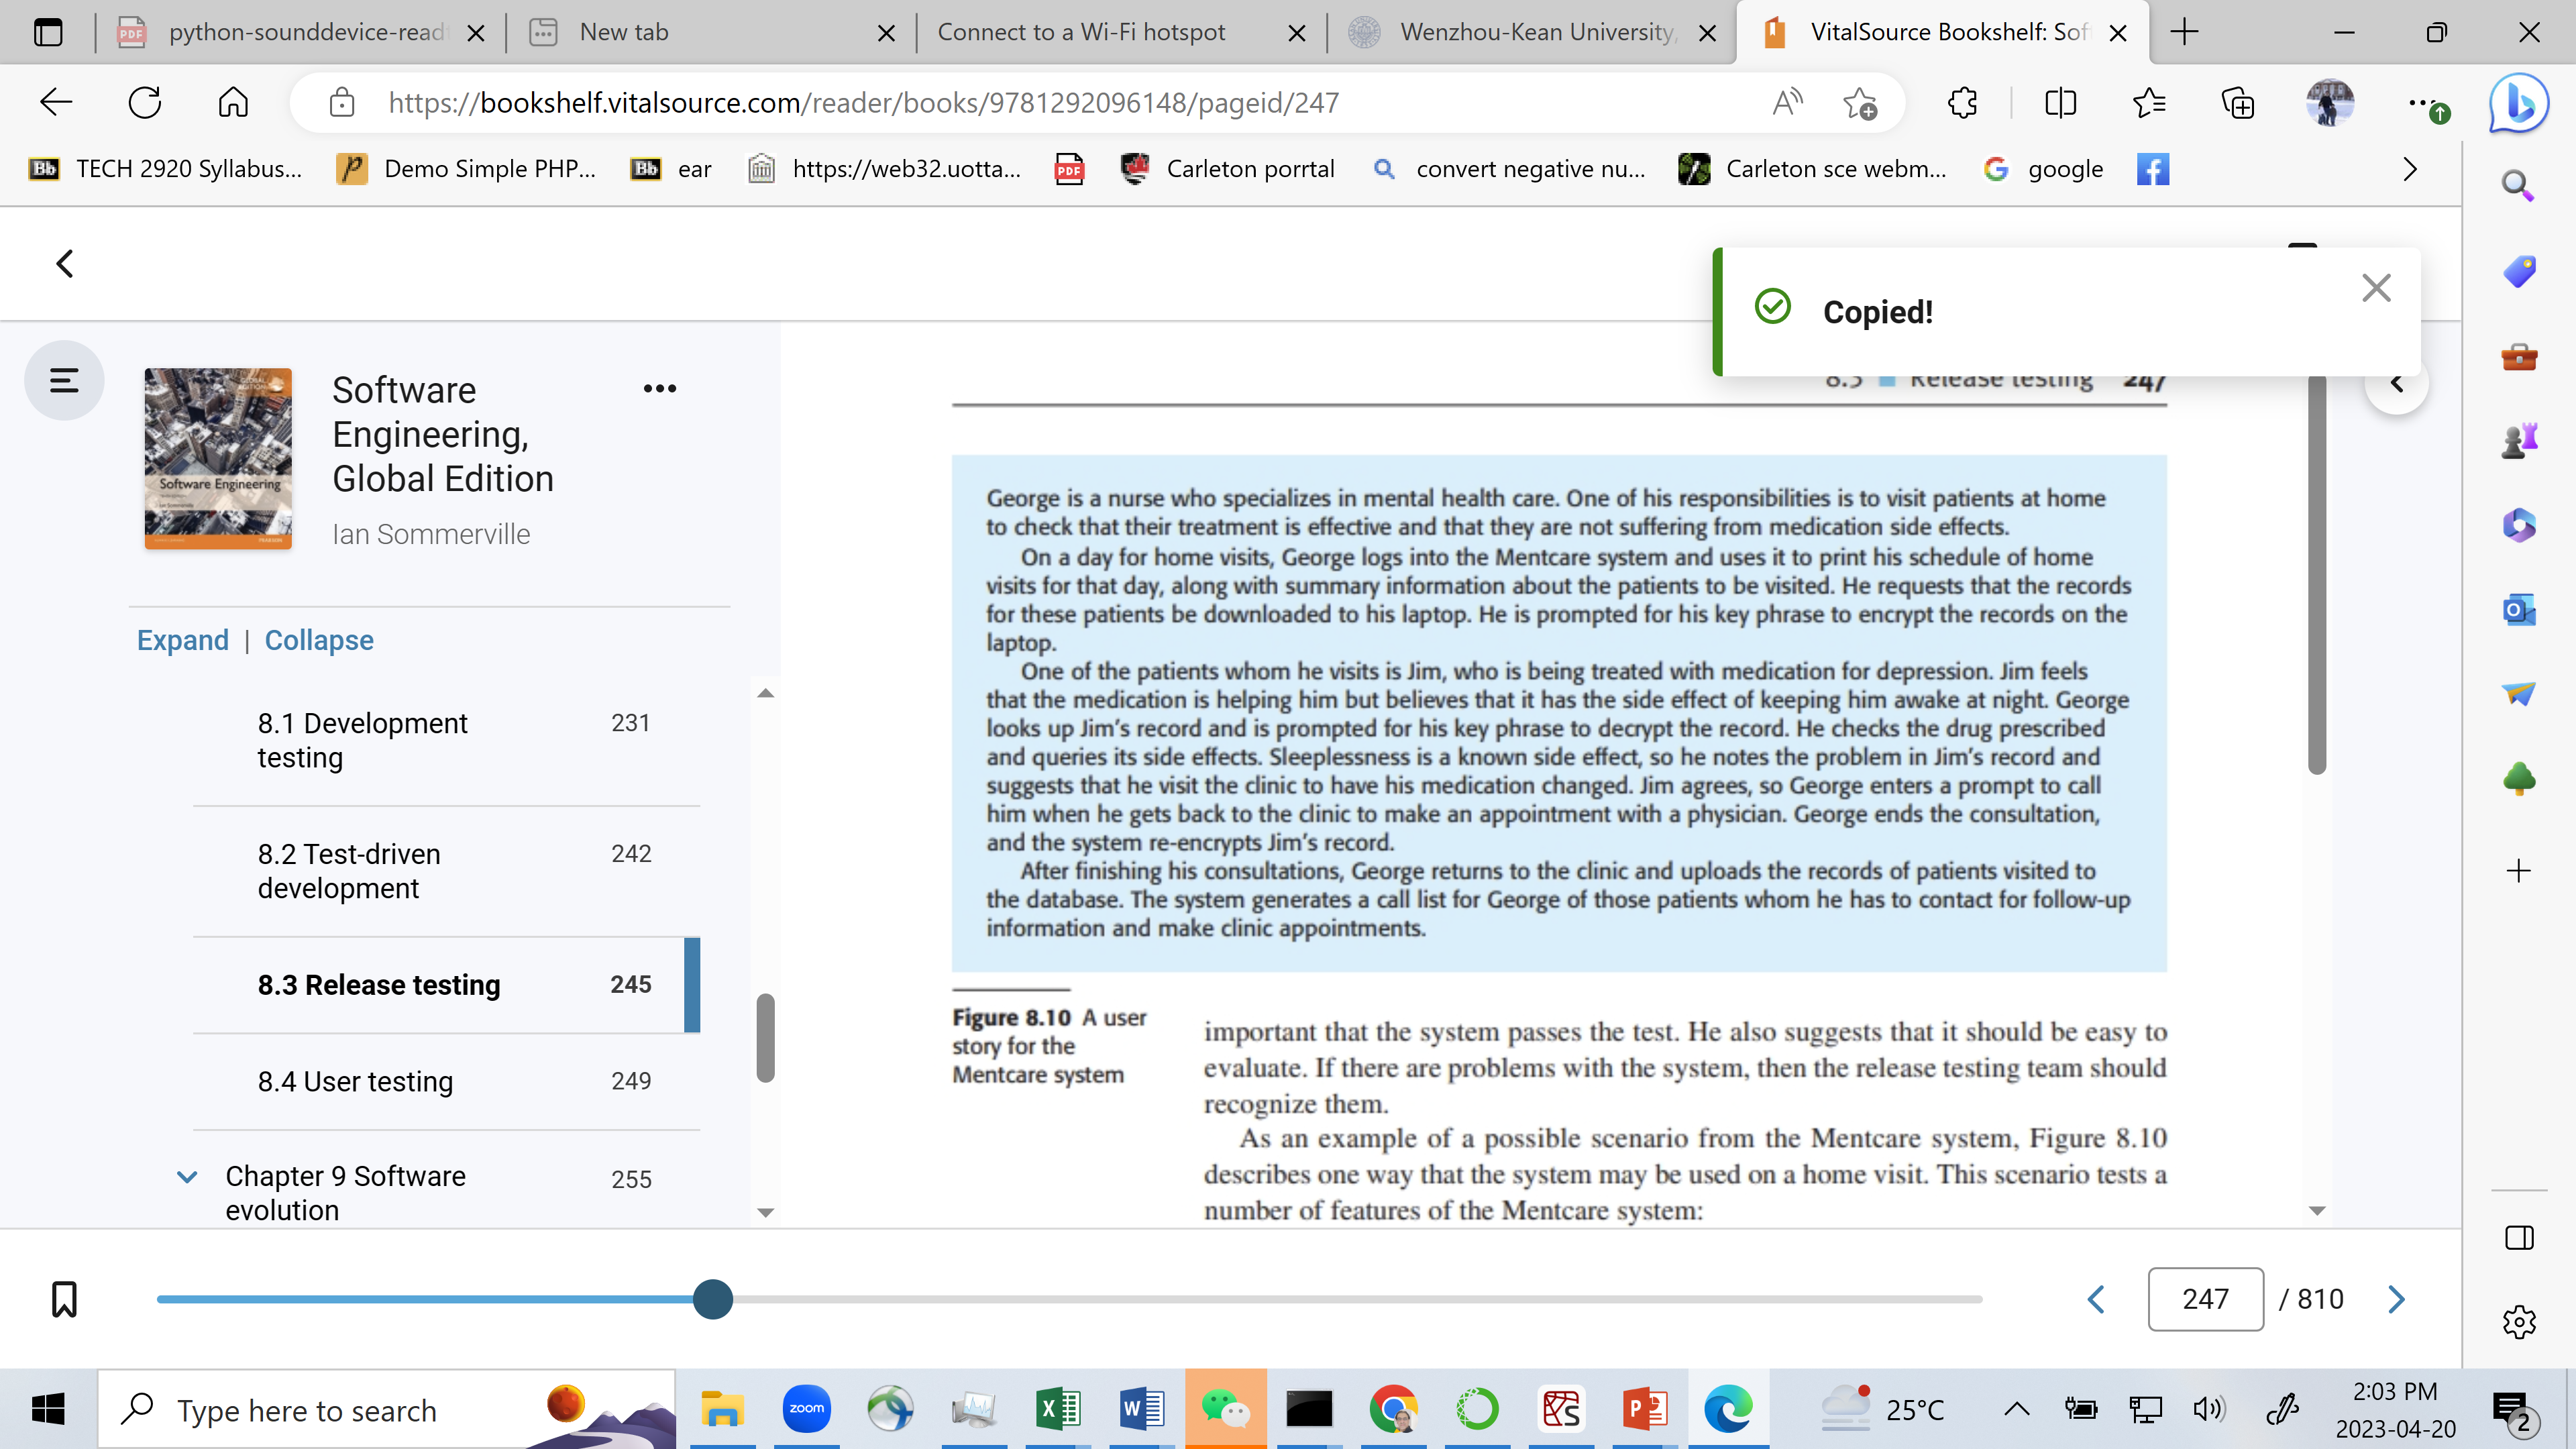 python-sounddevice-readt
New tab
Connect to a Wi-Fi hotspot
Wenzhou-Kean University,
VitalSource Bookshelf: Sof
https://bookshelf.vitalsource.com/reader/books/9781292096148/pageid/247
TECH 2920 Syllabus...
Demo Simple PHP...
ear
https://web32.uotta...
Carleton porrtal
convert negative nu...
Carleton sce webm...
google
Copied!
Software
Engineering,
Global Edition
Ian Sommerville
Software Engineering
Expand | Collapse
8.1 Development
testing
231
8.2 Test-driven
development
242
8.3 Release testing 245
8.4 User testing 249
Chapter 9 Software
evolution
255
8.3 Release testing 247
George is a nurse who specializes in mental health care. One of his responsibilities is to visit patients at home
to check that their treatment is effective and that they are not suffering from medication side effects.
On a day for home visits, George logs into the Mentcare system and uses it to print his schedule of home
visits for that day, along with summary information about the patients to be visited. He requests that the records
for these patients be downloaded to his laptop. He is prompted for his key phrase to encrypt the records on the
laptop.
One of the patients whom he visits is Jim, who is being treated with medication for depression. Jim feels
that the medication is helping him but believes that it has the side effect of keeping him awake at night. George
looks up Jim's record and is prompted for his key phrase to decrypt the record. He checks the drug prescribed
and queries its side effects. Sleeplessness is a known side effect, so he notes the problem in Jim's record and
suggests that he visit the clinic to have his medication changed. Jim agrees, so George enters a prompt to call
him when he gets back to the clinic to make an appointment with a physician. George ends the consultation,
and the system re-encrypts Jim's record.
After finishing his consultations, George returns to the clinic and uploads the records of patients visited to
the database. The system generates a call list for George of those patients whom he has to contact for follow-up
information and make clinic appointments.
Figure 8.10 A user
story for the
Mentcare system
important that the system passes the test. He also suggests that it should be easy to
evaluate. If there are problems with the system, then the release testing team should
recognize them.
As an example of a possible scenario from the Mentcare system, Figure 8.10
describes one way that the system may be used on a home visit. This scenario tests a
number of features of the Mentcare system:
247 / 810
Type here to search
zoom
25°C
2:03 PM
2023-04-20
2